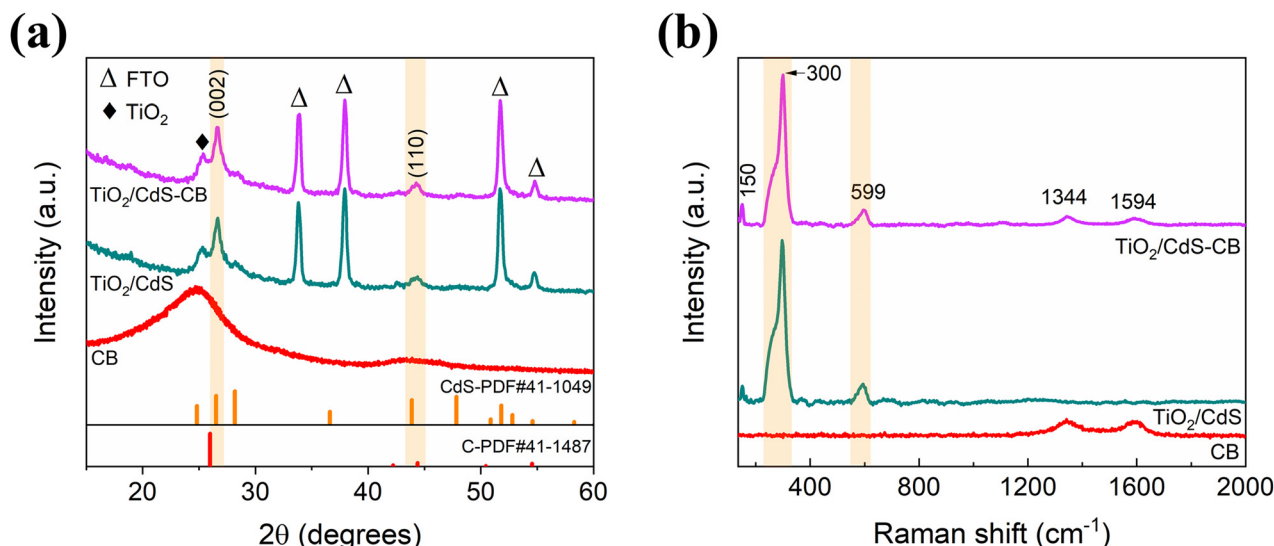 (a)
Δ FTO
♦ TiO₂
(002)
Δ
Δ
(110)
Δ
Δ
TiO₂/CdS-CB
TiO₂/CdS
CB
CdS-PDF#41-1049
C-PDF#41-1487
20
30
40
50
60
2θ (degrees)
Intensity (a.u.)
(b)
300
150
599
1344
1594
TiO₂/CdS-CB
TiO₂/CdS
CB
400
800
1200
1600
2000
Raman shift (cm⁻¹)
Intensity (a.u.)